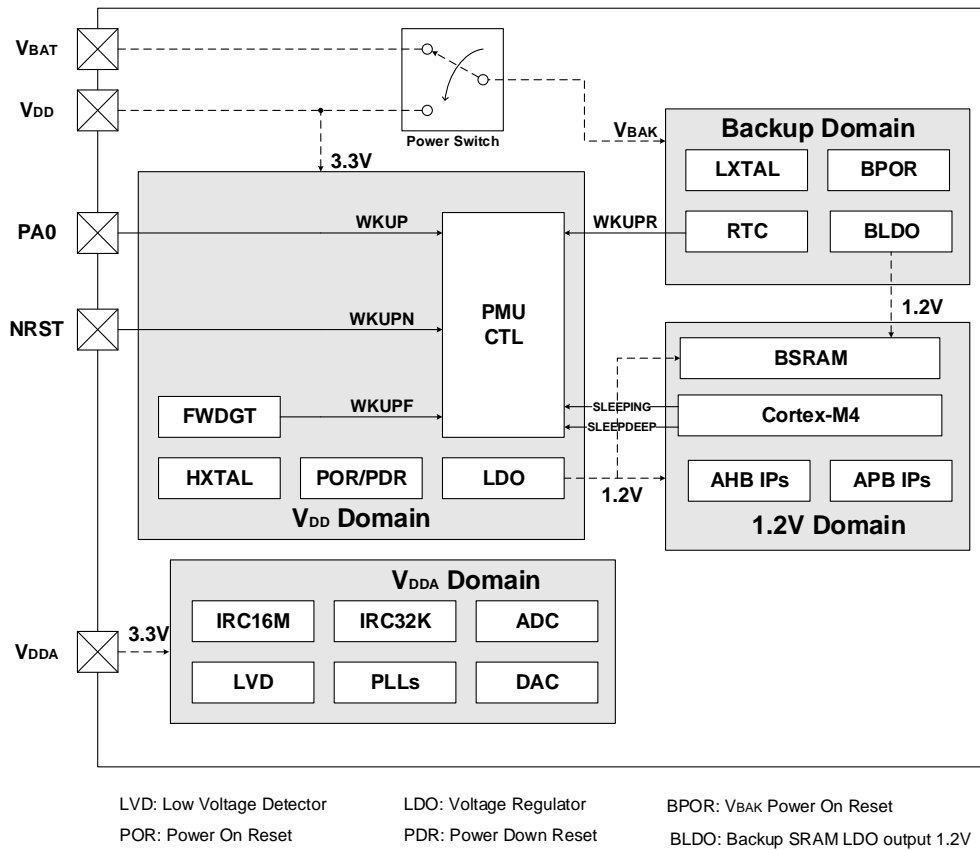 VBAT
VDD
Power Switch
3.3V
VBAK
Backup Domain
LXTAL
BPOR
RTC
BLDO
PA0
WKUP
WKUPR
PMU
CTL
NRST
WKUPN
1.2V
BSRAM
FWDGT
WKUPF
SLEEPING
SLEEPDEEP
Cortex-M4
HXTAL
POR/PDR
LDO
1.2V
AHB IPs
APB IPs
VDD Domain
1.2V Domain
VDDA Domain
IRC16M
IRC32K
ADC
VDDA
3.3V
LVD
PLLs
DAC
LVD: Low Voltage Detector
LDO: Voltage Regulator
BPOR: VBAK Power On Reset
POR: Power On Reset
PDR: Power Down Reset
BLDO: Backup SRAM LDO output 1.2V